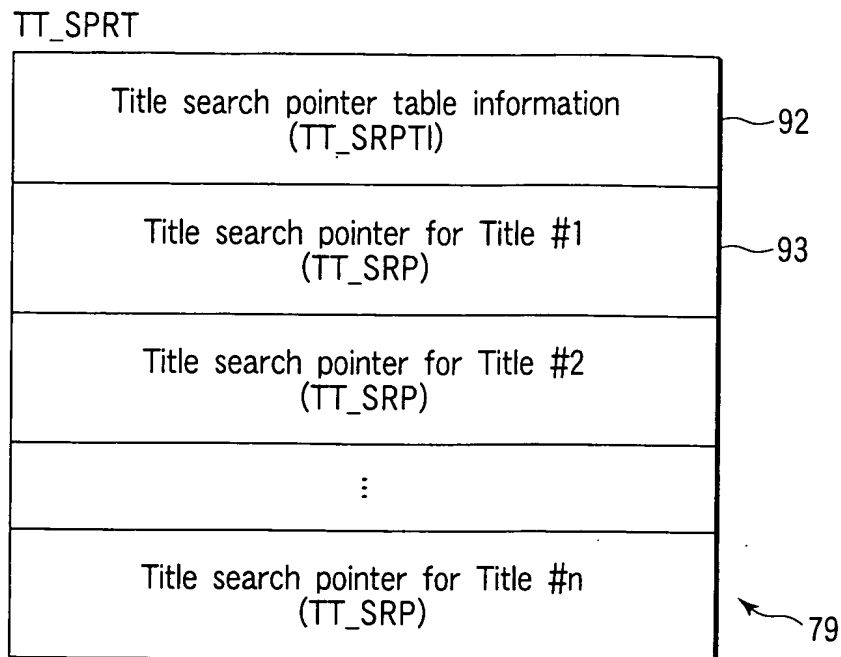 TT_SPRT
Title search pointer table information
(TT_SRPTI)
92
Title search pointer for Title #1
(TT_SRP)
93
Title search pointer for Title #2
(TT_SRP)
⋮
Title search pointer for Title #n
(TT_SRP)
79